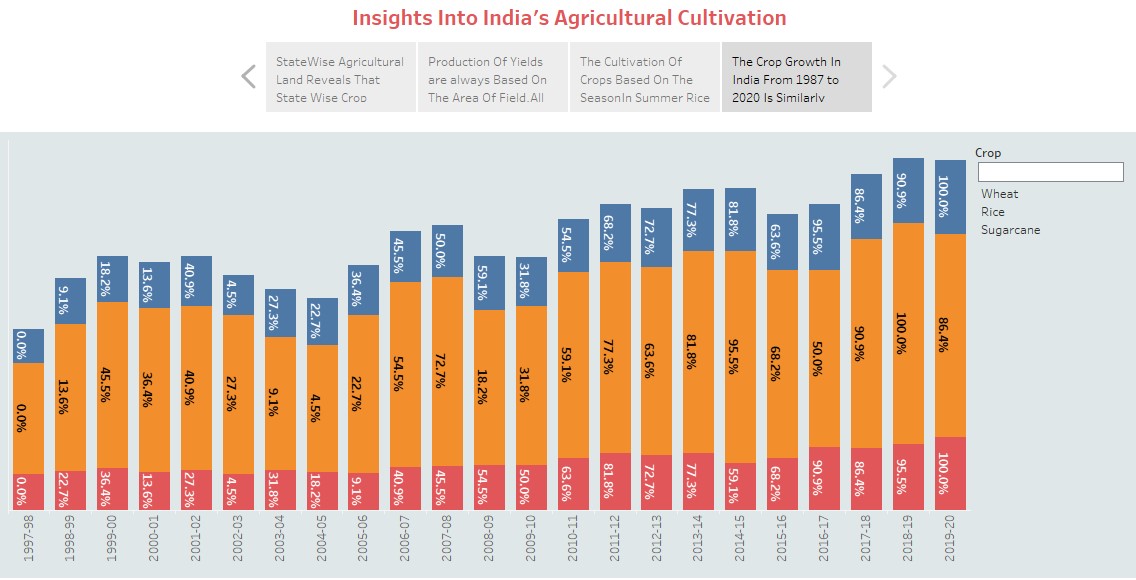 Insights Into India’s Agricultural Cultivation
StateWise Agricultural
Land Reveals That
State Wise Crop
Production Of Yields
are always Based On
The Area Of Field.All
The Cultivation Of
Crops Based On The
SeasonIn Summer Rice
The Crop Growth In
India From 1987 to
2020 Is Similarly
Crop
Wheat
Rice
Sugarcane
0.0% 9.1% 18.2% 13.6% 40.9% 4.5% 27.3% 22.7% 36.4% 45.5% 50.0% 59.1% 31.8% 54.5% 68.2% 72.7% 77.3% 81.8% 63.6% 95.5% 86.4% 90.9% 100.0%
0.0% 13.6% 45.5% 36.4% 40.9% 27.3% 9.1% 4.5% 22.7% 54.5% 72.7% 18.2% 31.8% 59.1% 77.3% 63.6% 81.8% 95.5% 68.2% 50.0% 90.9% 100.0% 86.4%
0.0% 22.7% 36.4% 13.6% 27.3% 4.5% 31.8% 18.2% 9.1% 40.9% 45.5% 54.5% 50.0% 63.6% 81.8% 72.7% 77.3% 59.1% 68.2% 90.9% 86.4% 95.5% 100.0%
1997-98 1998-99 1999-00 2000-01 2001-02 2002-03 2003-04 2004-05 2005-06 2006-07 2007-08 2008-09 2009-10 2010-11 2011-12 2012-13 2013-14 2014-15 2015-16 2016-17 2017-18 2018-19 2019-20